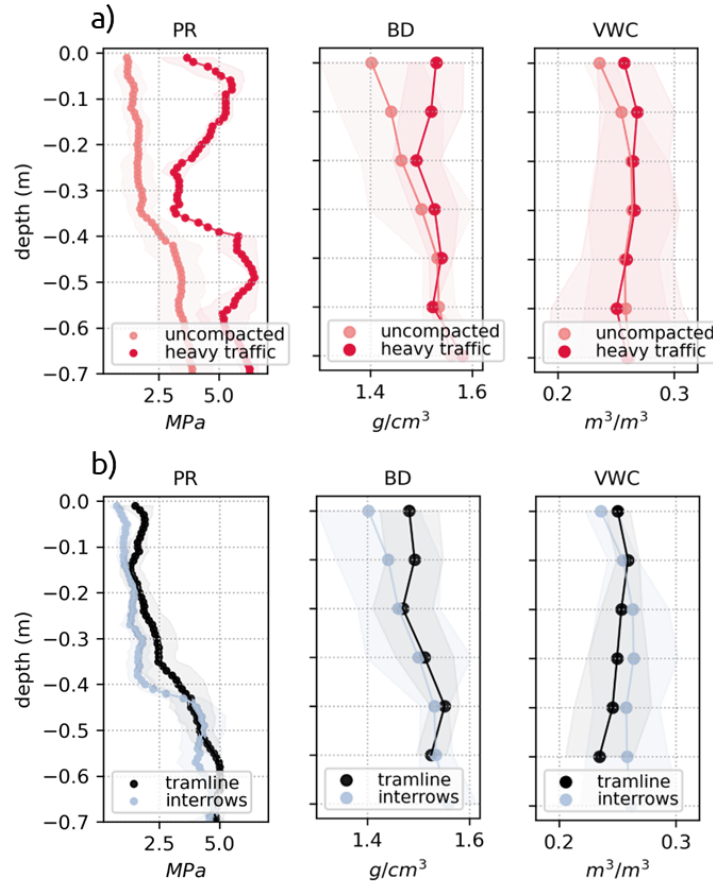 a)
PR BD VWC
0.0
−0.1
−0.2
−0.3
−0.4
−0.5
−0.6
−0.7
depth (m)
uncompacted
heavy traffic
uncompacted
heavy traffic
uncompacted
heavy traffic
2.5 5.0 1.4 1.6 0.2 0.3
MPa g/cm³ m³/m³
b)
PR BD VWC
0.0
−0.1
−0.2
−0.3
−0.4
−0.5
−0.6
−0.7
depth (m)
tramline
interrows
tramline
interrows
tramline
interrows
2.5 5.0 1.4 1.6 0.2 0.3
MPa g/cm³ m³/m³